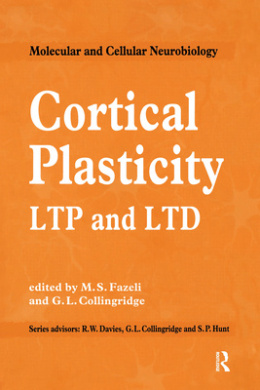 Molecular and Cellular Neurobiology
Cortical
Plasticity
LTP and LTD
edited by M. S. Fazeli
and G. L. Collingridge
Series advisors: R.W. Davies, G.L. Collingridge and S.P. Hunt
R